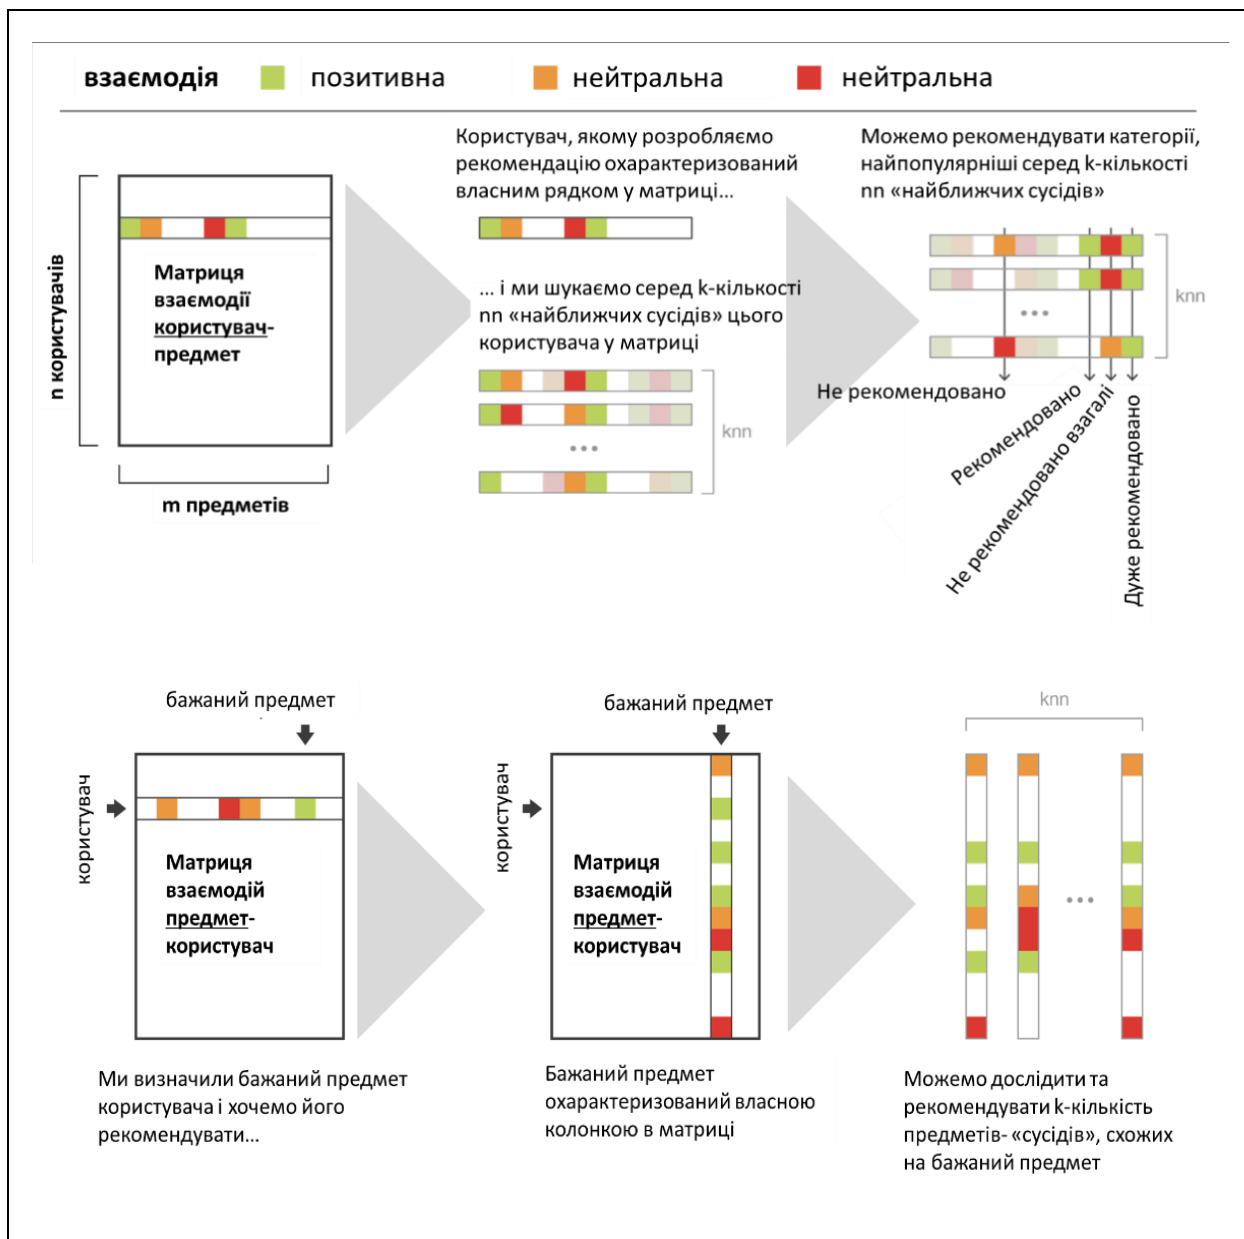 взаємодія позитивна нейтральна нейтральна
n користувачів
Матриця
взаємодії
користувач-
предмет
m предметів
Користувач, якому розробляємо
рекомендацію охарактеризований
власним рядком у матриці...
... і ми шукаємо серед k-кількості
nn «найближчих сусідів» цього
користувача у матриці
knn
Можемо рекомендувати категорії,
найпопулярніші серед k-кількості
nn «найближчих сусідів»
knn
Не рекомендовано
Рекомендовано
Не рекомендовано взагалі
Дуже рекомендовано
бажаний предмет
користувач
Матриця
взаємодій
предмет-
користувач
Ми визначили бажаний предмет
користувача і хочемо його
рекомендувати...
бажаний предмет
користувач
Матриця
взаємодій
предмет-
користувач
Бажаний предмет
охарактеризований власною
колонкою в матриці
knn
Можемо дослідити та
рекомендувати k-кількість
предметів- «сусідів», схожих
на бажаний предмет